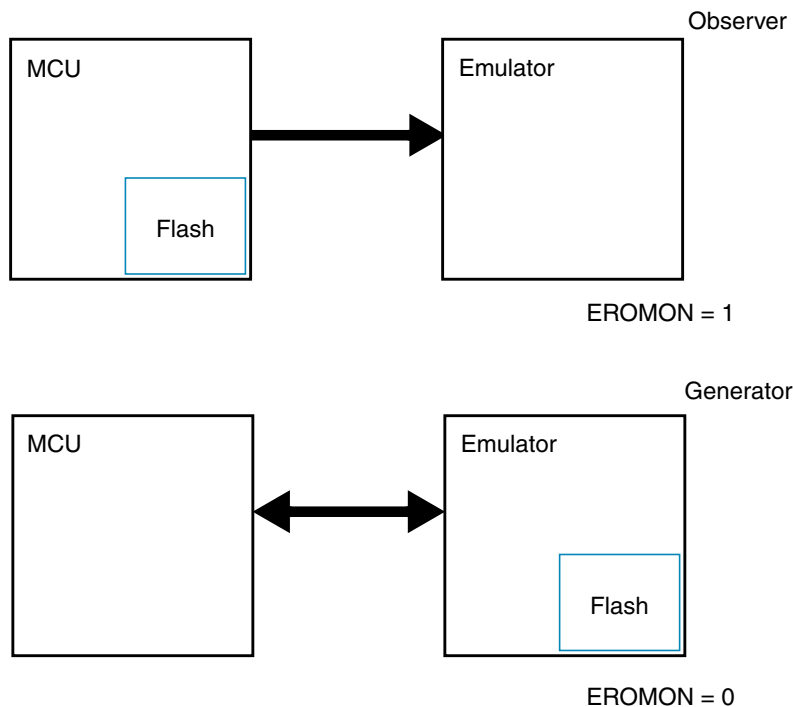 Observer
MCU
Emulator
Flash
EROMON = 1
Generator
MCU
Emulator
Flash
EROMON = 0